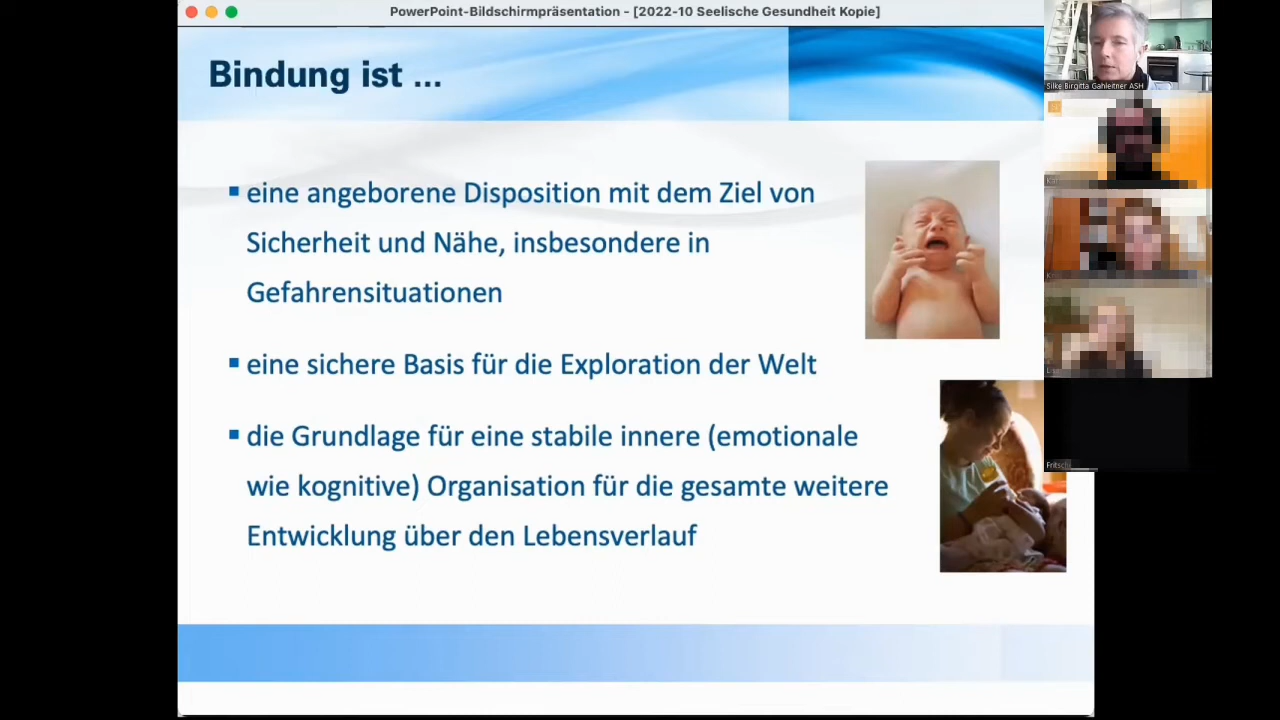 PowerPoint-Bildschirmpräsentation - [2022-10 Seelische Gesundheit Kopie]
Bindung ist ...
eine angeborene Disposition mit dem Ziel von
Sicherheit und Nähe, insbesondere in
Gefahrensituationen
eine sichere Basis für die Exploration der Welt
die Grundlage für eine stabile innere (emotionale
wie kognitive) Organisation für die gesamte weitere
Entwicklung über den Lebensverlauf
Silke Birgitta Gahleitner ASH